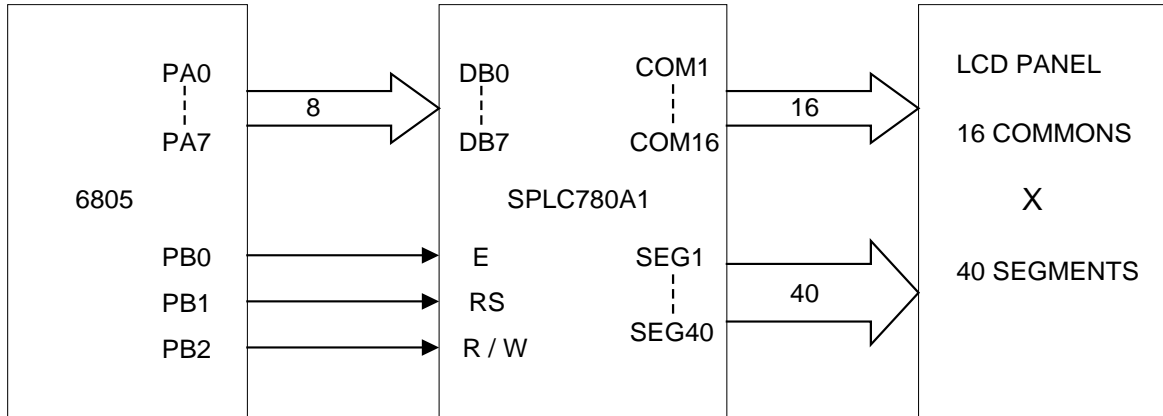 PA0
PA7
6805
PB0
PB1
PB2
8
DB0
DB7
COM1
COM16
SPLC780A1
E
RS
R / W
SEG1
SEG40
16
40
LCD PANEL
16 COMMONS
X
40 SEGMENTS